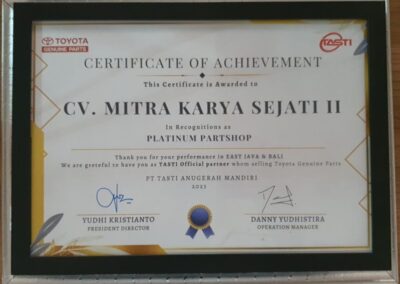 TOYOTA
GENUINE PARTS
TASTI
CERTIFICATE OF ACHIEVEMENT
This Certificate is Awarded to
CV. MITRA KARYA SEJATI II
In Recognitions as
PLATINUM PARTSHOP
Thank you for your performance in EAST JAVA & BALI
We are grateful to have you as TASTI Official partner whom selling Toyota Genuine Parts
PT TASTI ANUGERAH MANDIRI
2023
YUDHI KRISTIANTO
PRESIDENT DIRECTOR
DANNY YUDHISTIRA
OPERATION MANAGER